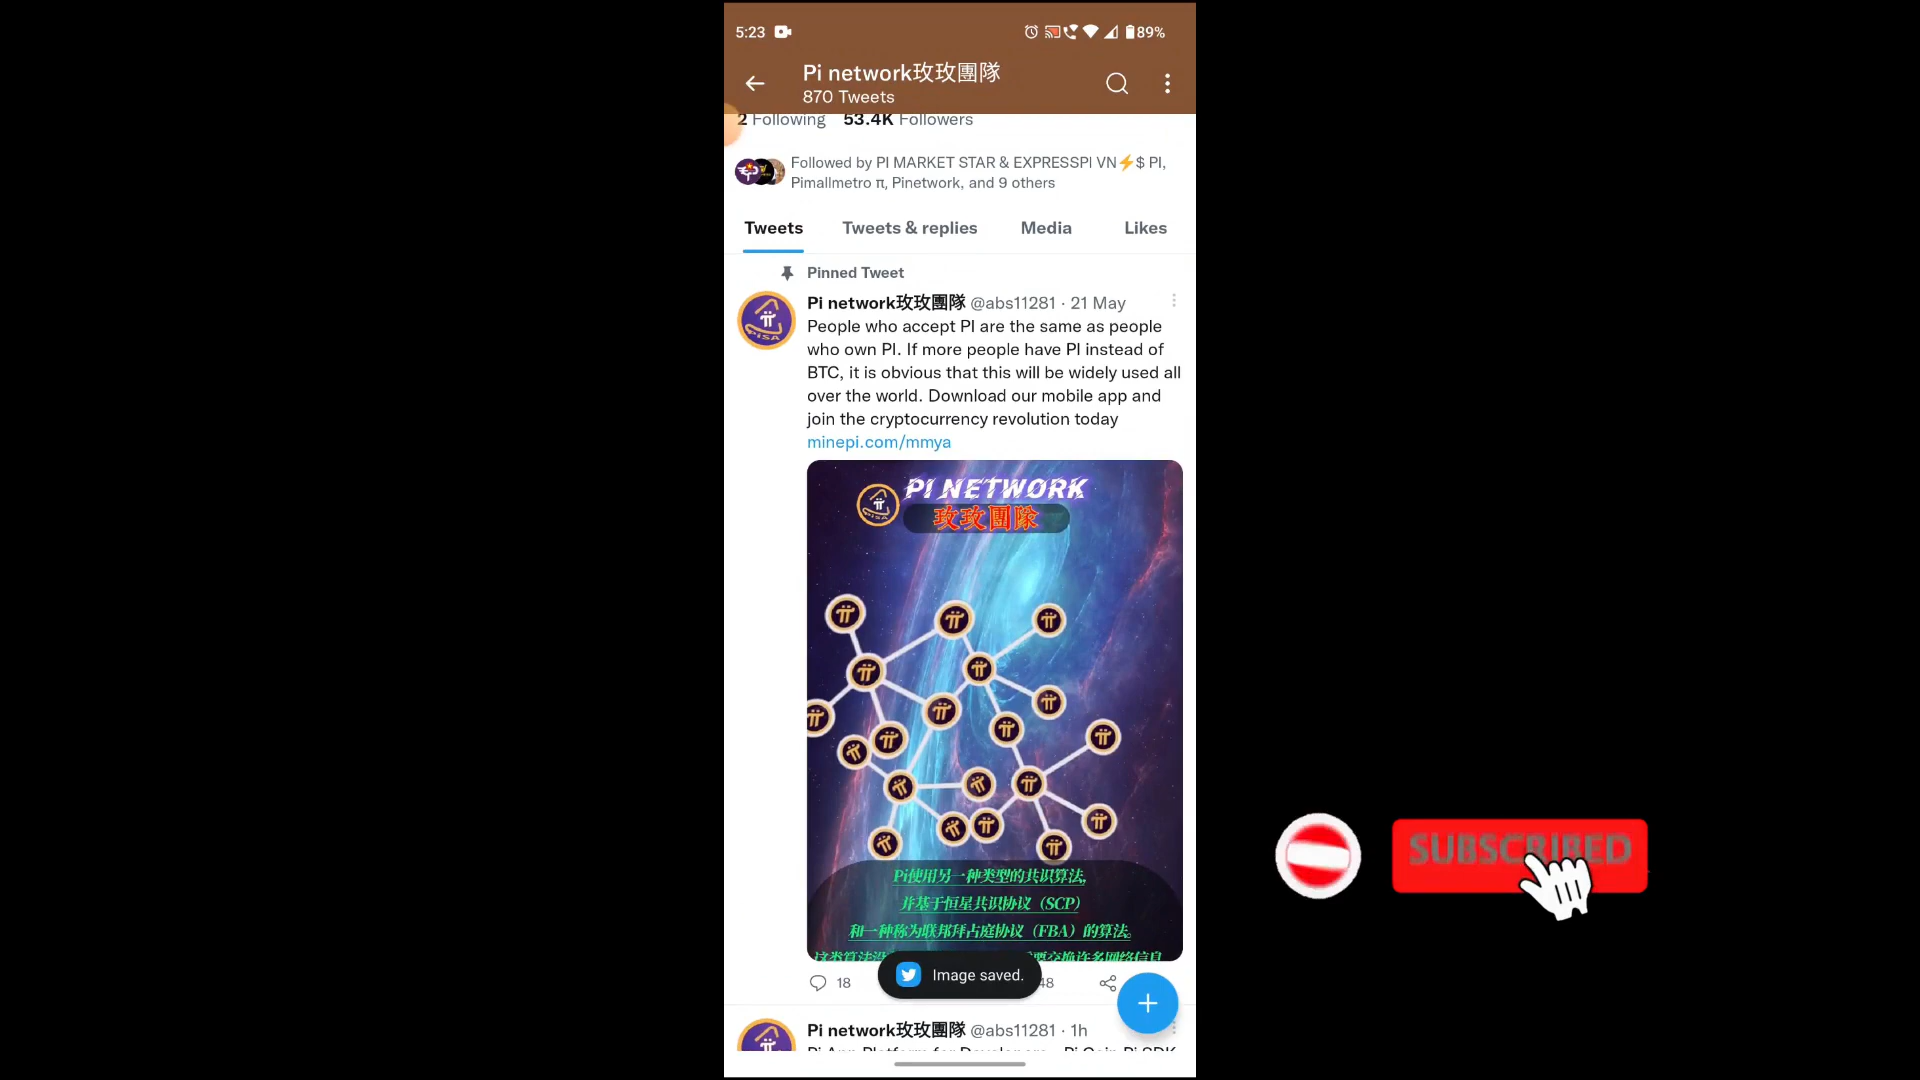 5:23
89%
Pi network玫玫團隊
870 Tweets
2 Following 53.4K Followers
Followed by PI MARKET STAR & EXPRESSPI VN⚡$ PI,
Pimallmetro π, Pinetwork, and 9 others
Tweets Tweets & replies Media Likes
Pinned Tweet
Pi network玫玫團隊 @abs11281 · 21 May
People who accept PI are the same as people
who own PI. If more people have PI instead of
BTC, it is obvious that this will be widely used all
over the world. Download our mobile app and
join the cryptocurrency revolution today
minepi.com/mmya
PI NETWORK
玫玫團隊
Pi使用另一种类型的共识算法,
并基于恒星共识协议（SCP）
和一种称为联邦拜占庭协议（FBA）的算法。
18
48
Image saved.
Pi network玫玫團隊 @abs11281 · 1h
SUBSCRIBED